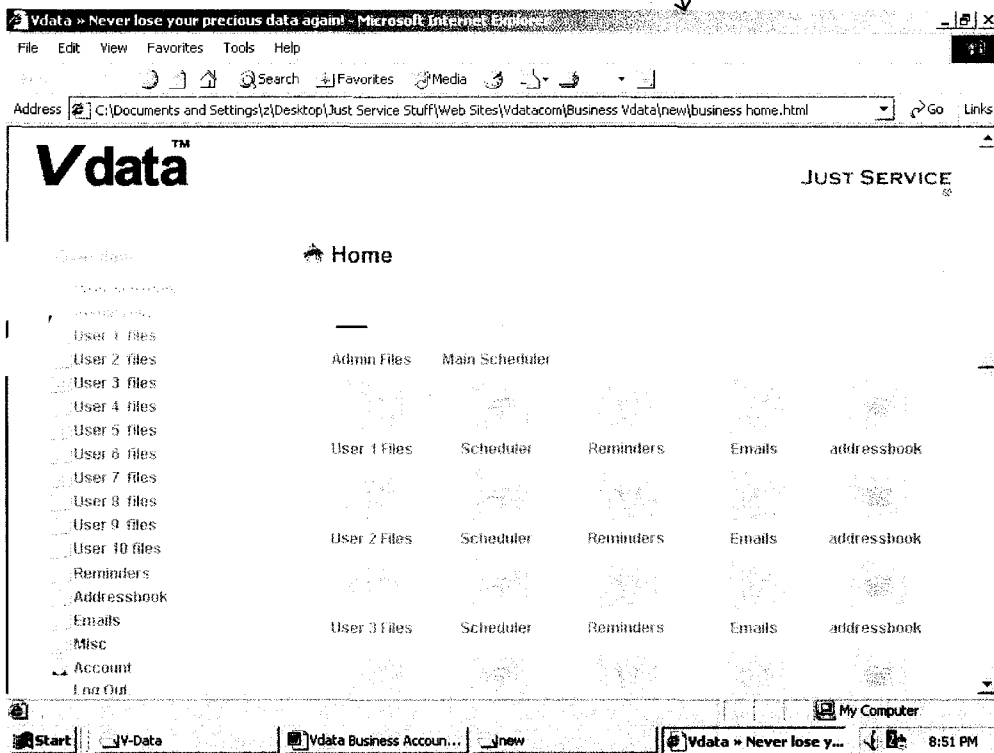 Vdata » Never lose your precious data again! - Microsoft Internet Explorer
File Edit View Favorites Tools Help
Search Favorites Media
Address C:\Documents and Settings\z\Desktop\Just Service Stuff\Web Sites\Vdatacom\Business Vdata\new\business home.html Go Links
Vdata™
JUST SERVICE
Home
User 1 files
User 2 files
User 3 files
User 4 files
User 5 files
User 6 files
User 7 files
User 8 files
User 9 files
User 10 files
Reminders
Addressbook
Emails
Misc
Account
Log Out
Admin Files Main Scheduler
User 1 Files Scheduler Reminders Emails addressbook
User 2 Files Scheduler Reminders Emails addressbook
User 3 Files Scheduler Reminders Emails addressbook
My Computer
Start V-Data Vdata Business Accoun... new Vdata » Never lose y... 8:51 PM